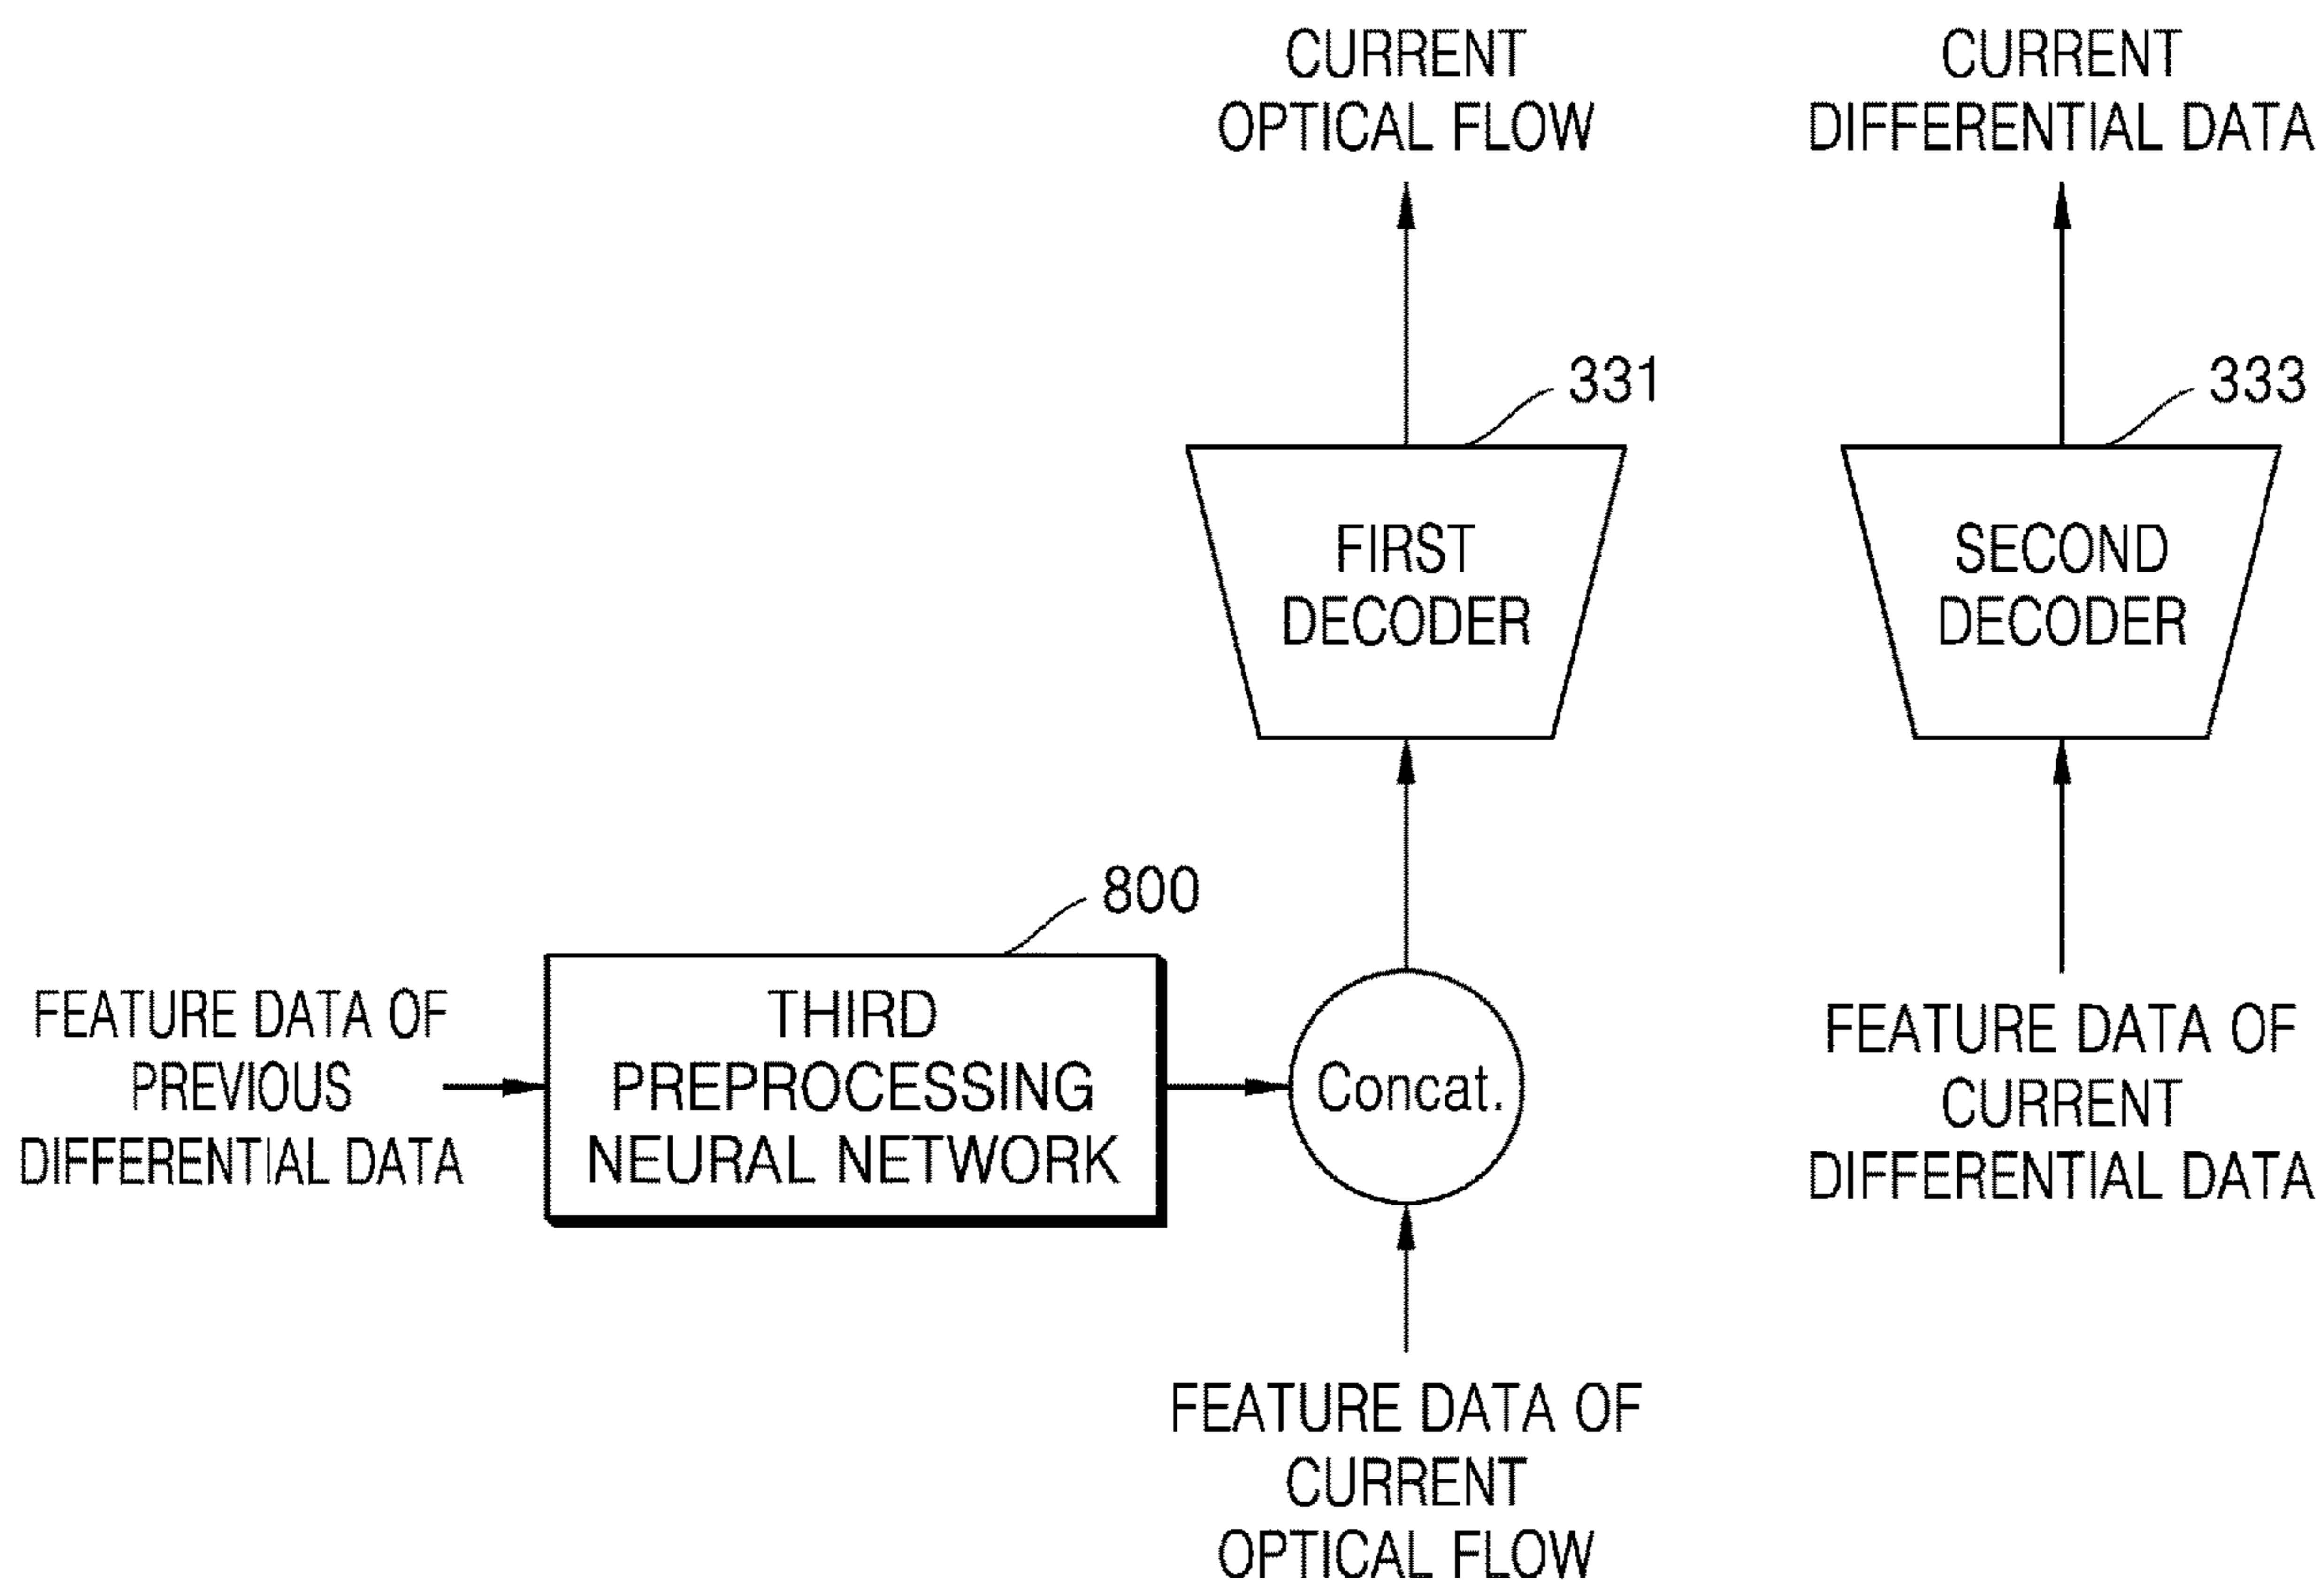 CURRENT
OPTICAL FLOW
CURRENT
DIFFERENTIAL DATA
331
333
FIRST
DECODER
SECOND
DECODER
800
FEATURE DATA OF
PREVIOUS
DIFFERENTIAL DATA
THIRD
PREPROCESSING
NEURAL NETWORK
Concat.
FEATURE DATA OF
CURRENT
DIFFERENTIAL DATA
FEATURE DATA OF
CURRENT
OPTICAL FLOW